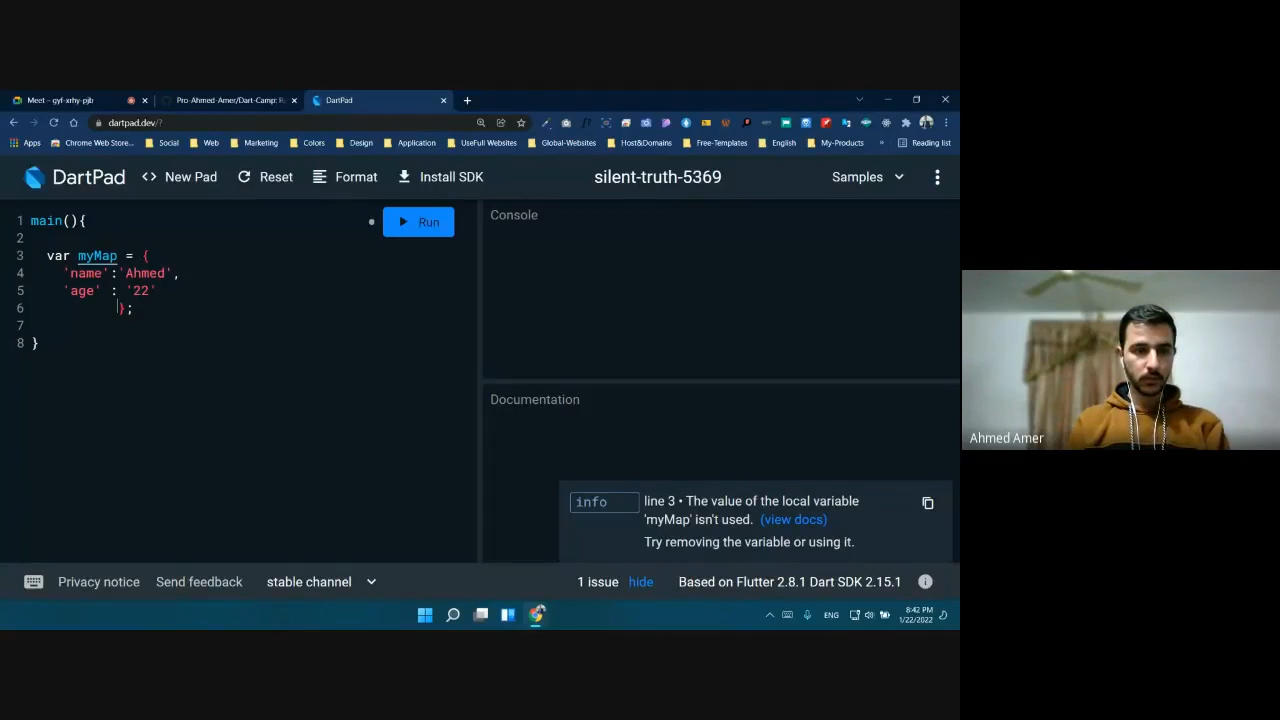 Meet – gyf-xrhy-pjb
Pro-Ahmed-Amer/Dart-Camp: R
DartPad
dartpad.dev/?
Apps
Chrome Web Store...
Social
Web
Marketing
Colors
Design
Application
UseFull Websites
Global-Websites
Host&Domains
Free-Templates
English
My-Products
»
Reading list
DartPad
<> New Pad
Reset
Format
Install SDK
silent-truth-5369
Samples
1 main(){
Run
2
3 var myMap = {
4 'name':'Ahmed',
5 'age' : '22'
6 };
7
8 }
Console
Documentation
info
line 3 • The value of the local variable
'myMap' isn't used. (view docs)
Try removing the variable or using it.
Privacy notice
Send feedback
stable channel
1 issue
hide
Based on Flutter 2.8.1 Dart SDK 2.15.1
ENG
8:42 PM
1/22/2022
Ahmed Amer